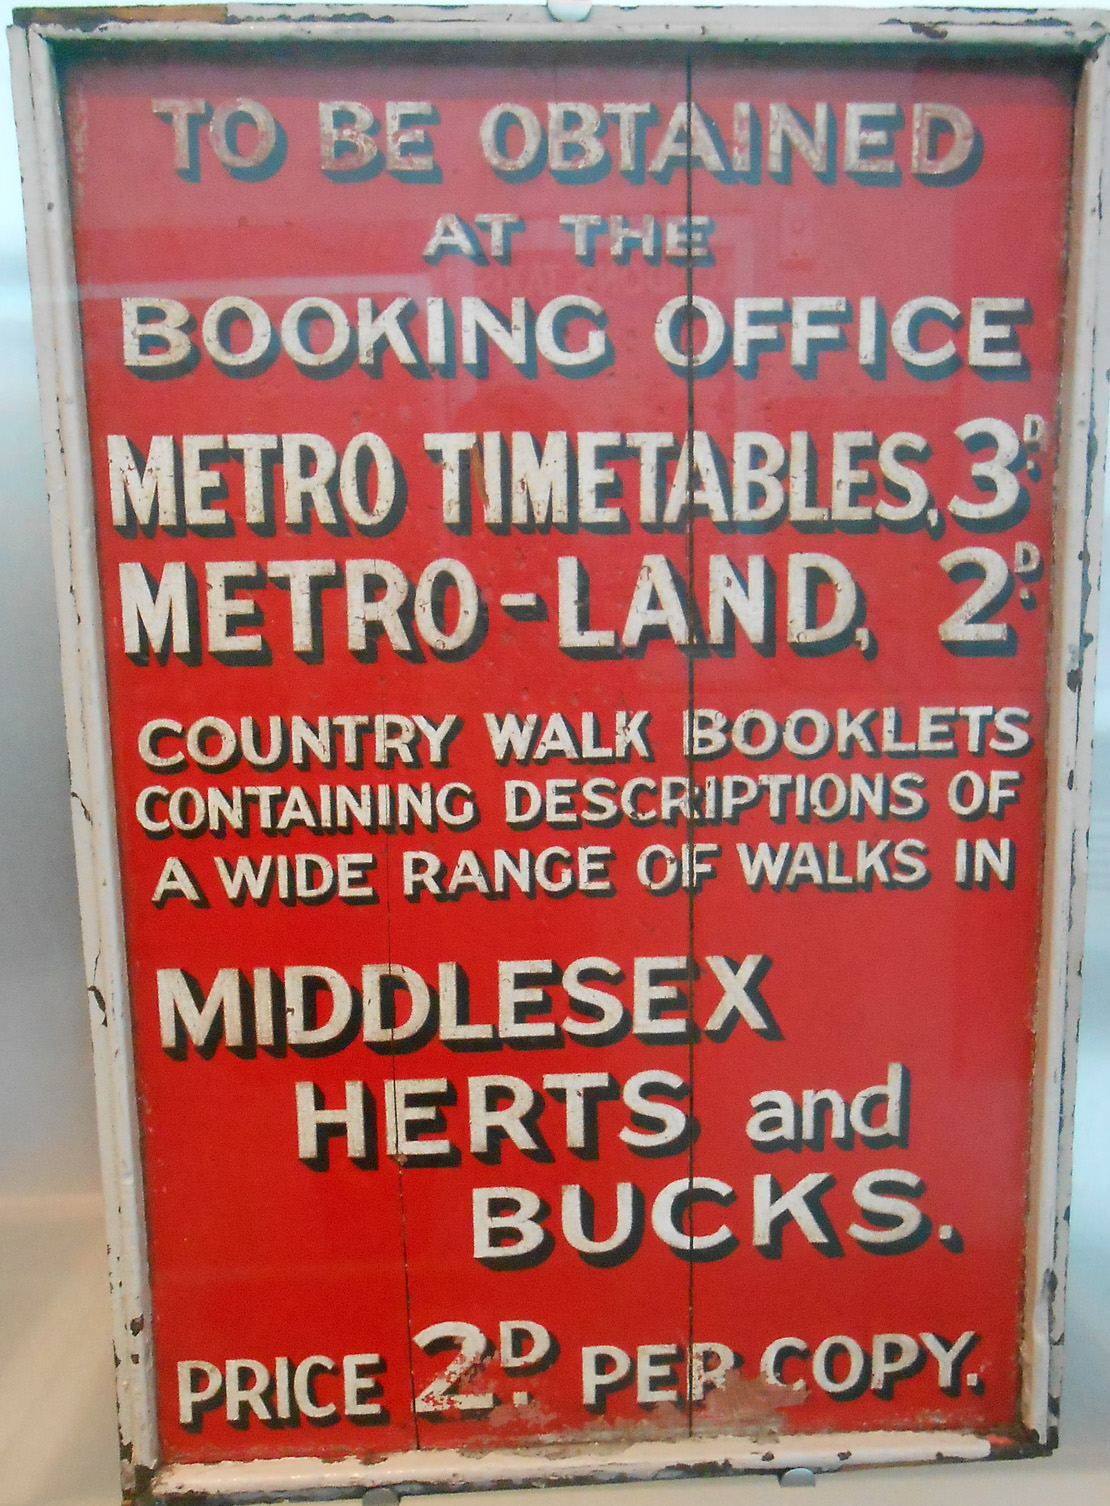 TO BE OBTAINED
AT THE
BOOKING OFFICE
METRO TIMETABLES, 3D.
METRO-LAND, 2D.
COUNTRY WALK BOOKLETS
CONTAINING DESCRIPTIONS OF
A WIDE RANGE OF WALKS IN
MIDDLESEX
HERTS and
BUCKS.
PRICE 2D. PER COPY.